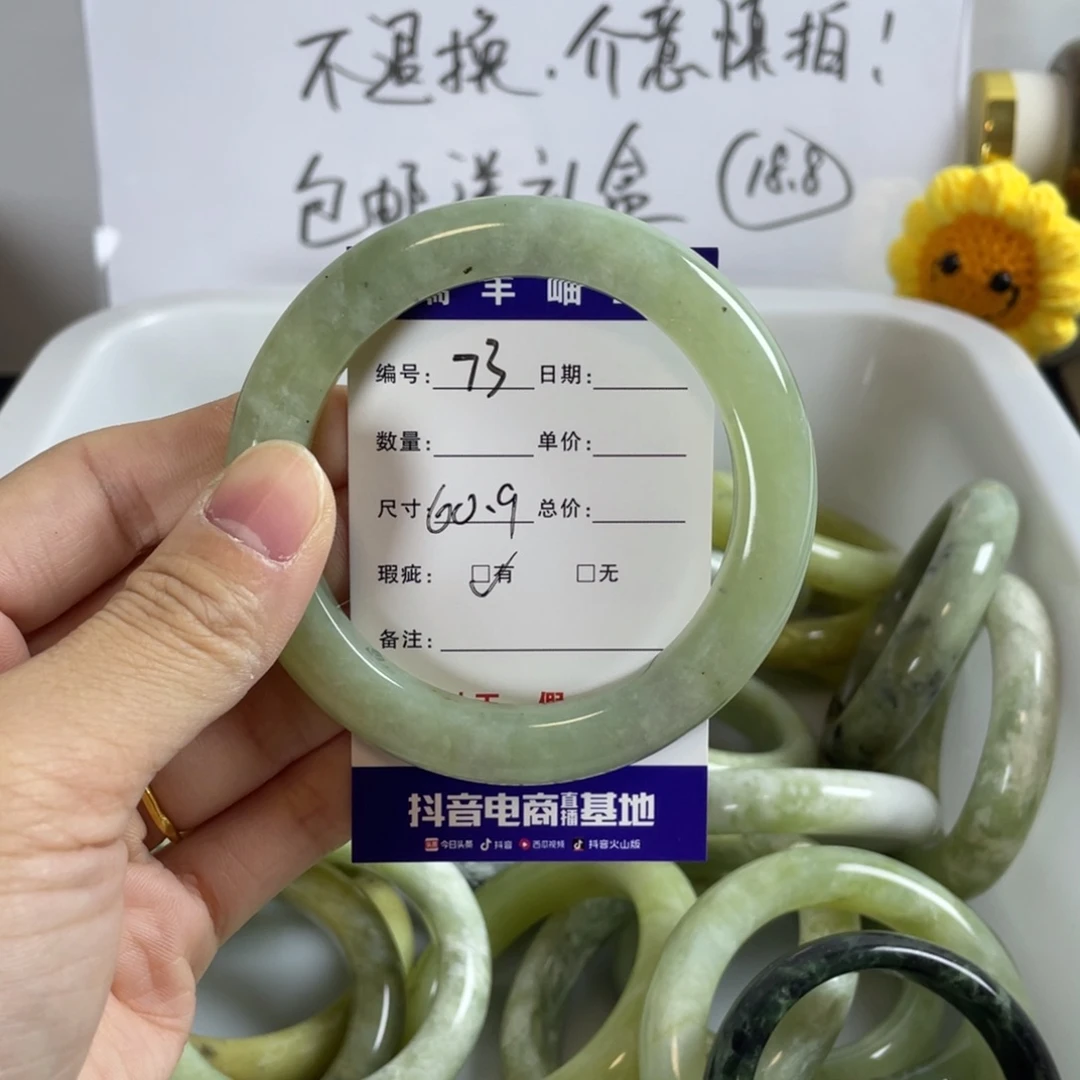 不退换.介意慎拍!
包邮送礼盒 18.8
丰岫
编号: 73 日期:
数量: 单价:
尺寸: 60.9 总价:
瑕疵: ☑有 □无
备注:
假
抖音电商直播基地
今日头条 抖音 西瓜视频 抖音火山版